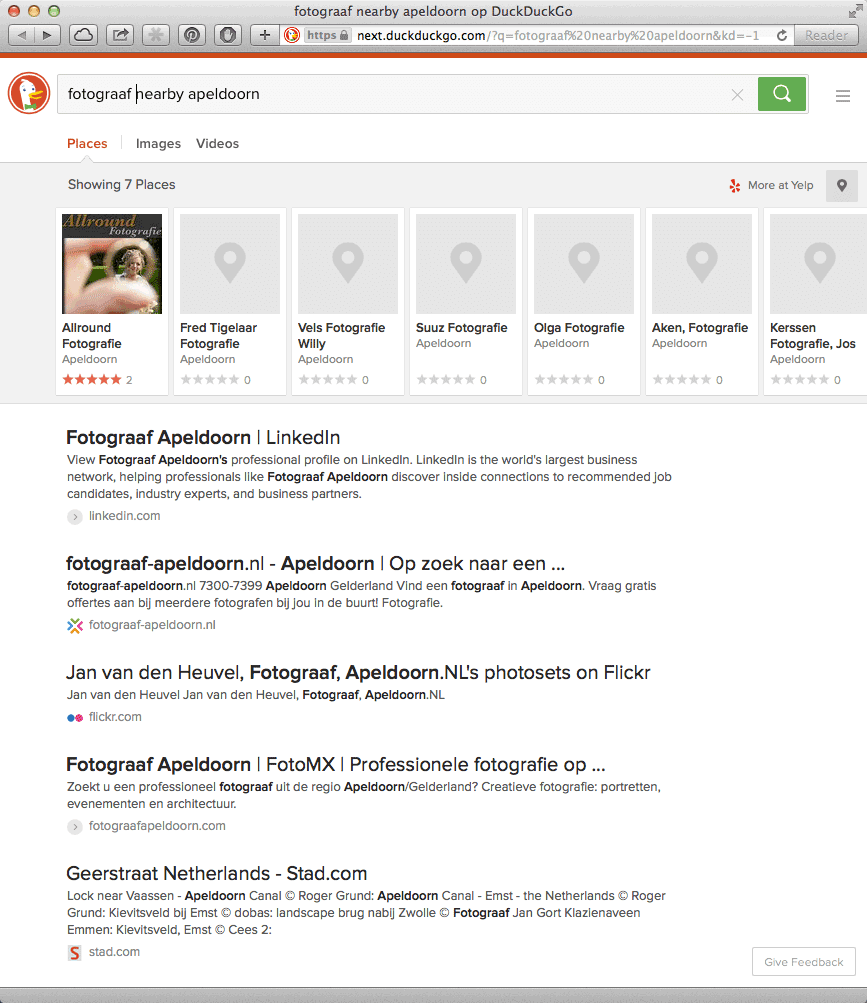 fotograaf nearby apeldoorn op DuckDuckGo
https next.duckduckgo.com/?q=fotograaf%20nearby%20apeldoorn&kd=-1
Reader
fotograaf nearby apeldoorn
Places
Images
Videos
Showing 7 Places
More at Yelp
Allround
Fotografie
Allround
Fotografie
Apeldoorn
2
Fred Tigelaar
Fotografie
Apeldoorn
0
Vels Fotografie
Willy
Apeldoorn
0
Suuz Fotografie
Apeldoorn
0
Olga Fotografie
Apeldoorn
0
Aken, Fotografie
Apeldoorn
0
Kerssen
Fotografie, Jos
Apeldoorn
0
Fotograaf Apeldoorn | LinkedIn
View Fotograaf Apeldoorn's professional profile on LinkedIn. LinkedIn is the world's largest business
network, helping professionals like Fotograaf Apeldoorn discover inside connections to recommended job
candidates, industry experts, and business partners.
linkedin.com
fotograaf-apeldoorn.nl - Apeldoorn | Op zoek naar een ...
fotograaf-apeldoorn.nl 7300-7399 Apeldoorn Gelderland Vind een fotograaf in Apeldoorn. Vraag gratis
offertes aan bij meerdere fotografen bij jou in de buurt! Fotografie.
fotograaf-apeldoorn.nl
Jan van den Heuvel, Fotograaf, Apeldoorn.NL's photosets on Flickr
Jan van den Heuvel Jan van den Heuvel, Fotograaf, Apeldoorn.NL
flickr.com
Fotograaf Apeldoorn | FotoMX | Professionele fotografie op ...
Zoekt u een professioneel fotograaf uit de regio Apeldoorn/Gelderland? Creatieve fotografie: portretten,
evenementen en architectuur.
fotograafapeldoorn.com
Geerstraat Netherlands - Stad.com
Lock near Vaassen - Apeldoorn Canal © Roger Grund: Apeldoorn Canal - Emst - the Netherlands © Roger
Grund: Kievitsveld bij Emst © dobas: landscape brug nabij Zwolle © Fotograaf Jan Gort Klazienaveen
Emmen: Kievitsveld, Emst © Cees 2:
S stad.com
Give Feedback